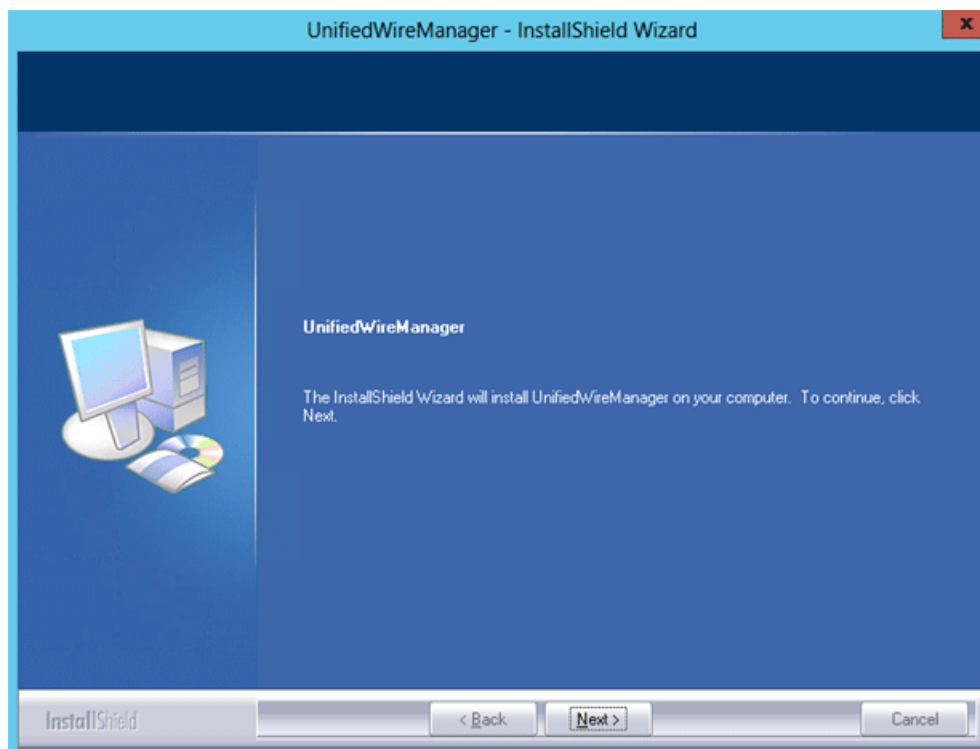 UnifiedWireManager - InstallShield Wizard
x
UnifiedWireManager
The InstallShield Wizard will install UnifiedWireManager on your computer. To continue, click
Next.
InstallShield
< Back
Next >
Cancel